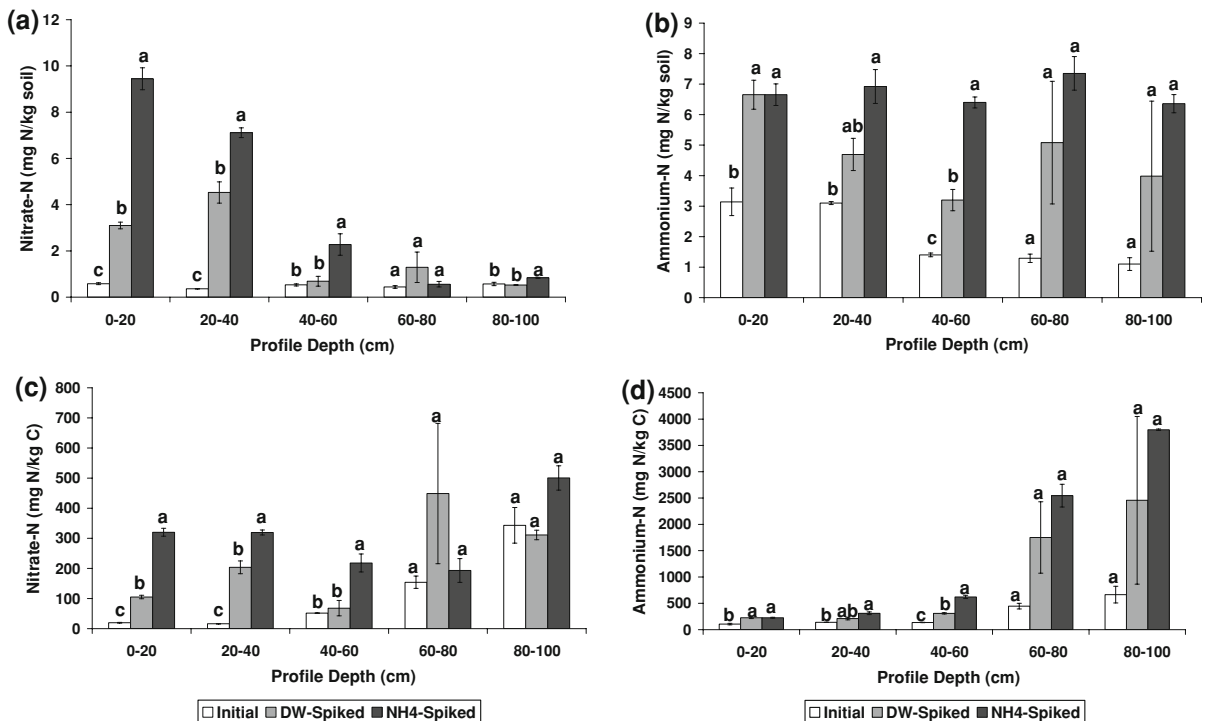 (a)
Nitrate-N (mg N/kg soil)
12
10
8
6
4
2
0
c b a
c b a
b b a
a a a
b b a
0-20 20-40 40-60 60-80 80-100
Profile Depth (cm)
(b)
Ammonium-N (mg N/kg soil)
9
8
7
6
5
4
3
2
1
0
b a a
b ab a
c b a
a a a
a a a
0-20 20-40 40-60 60-80 80-100
Profile Depth (cm)
(c)
Nitrate-N (mg N/kg C)
800
700
600
500
400
300
200
100
0
c b a
c b a
b b a
a a a
a a a
0-20 20-40 40-60 60-80 80-100
Profile Depth (cm)
Initial DW-Spiked NH4-Spiked
(d)
Ammonium-N (mg N/kg C)
4500
4000
3500
3000
2500
2000
1500
1000
500
0
b a a
b ab a
c b a
a a a
a a a
0-20 20-40 40-60 60-80 80-100
Profile Depth (cm)
Initial DW-Spiked NH4-Spiked